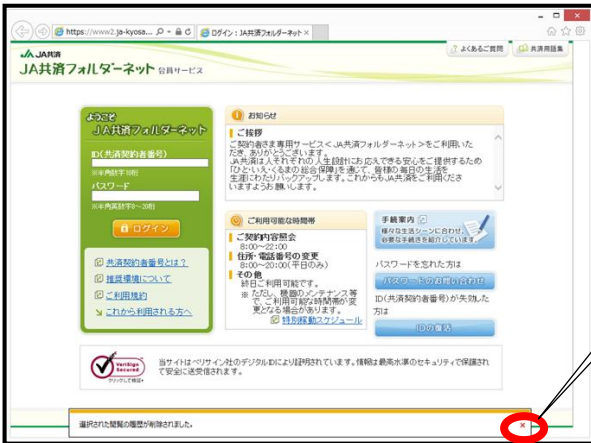 https://www2.ja-kyosa...
ログイン：JA共済フォルダーネット
JA共済
よくあるご質問
共済用語集
JA共済フォルダーネット 会員サービス
ようこそ
JA共済フォルダーネット
ID(共済契約者番号)
※半角数字10桁
パスワード
※半角英数字8～20桁
ログイン
共済契約者番号とは？
推奨環境について
ご利用規約
これから利用される方へ
お知らせ
ご挨拶
ご契約者さま専用サービス＜JA共済フォルダーネット＞をご利用いた
だき、ありがとうございます。
JA共済は人それぞれの人生設計にお応えできる安心をご提供するため
「ひと・いえ・くるまの総合保障」を通じて、皆様の毎日の生活を
生涯にわたりバックアップします。これからもJA共済をご利用くださ
いますようお願いします。
ご利用可能な時間帯
ご契約内容照会
8:00～22:00
住所・電話番号の変更
8:00～20:00(平日のみ)
その他
終日ご利用可能です。
※ ただし、機器のメンテナンス等
で、ご利用可能な時間帯が変
更となる場合があります。
特別稼動スケジュール
手続案内
様々な生活シーンに合わせ、
必要な手続きを紹介しています。
パスワードを忘れた方は
パスワードのお問い合わせ
ID(共済契約者番号)が失効した
方は
IDの復活
VeriSign
Secured
クリックして検証
当サイトはベリサイン社のデジタルIDにより証明されています。情報は最高水準のセキュリティで保護され
て安全に送受信されます。
選択された閲覧の履歴が削除されました。